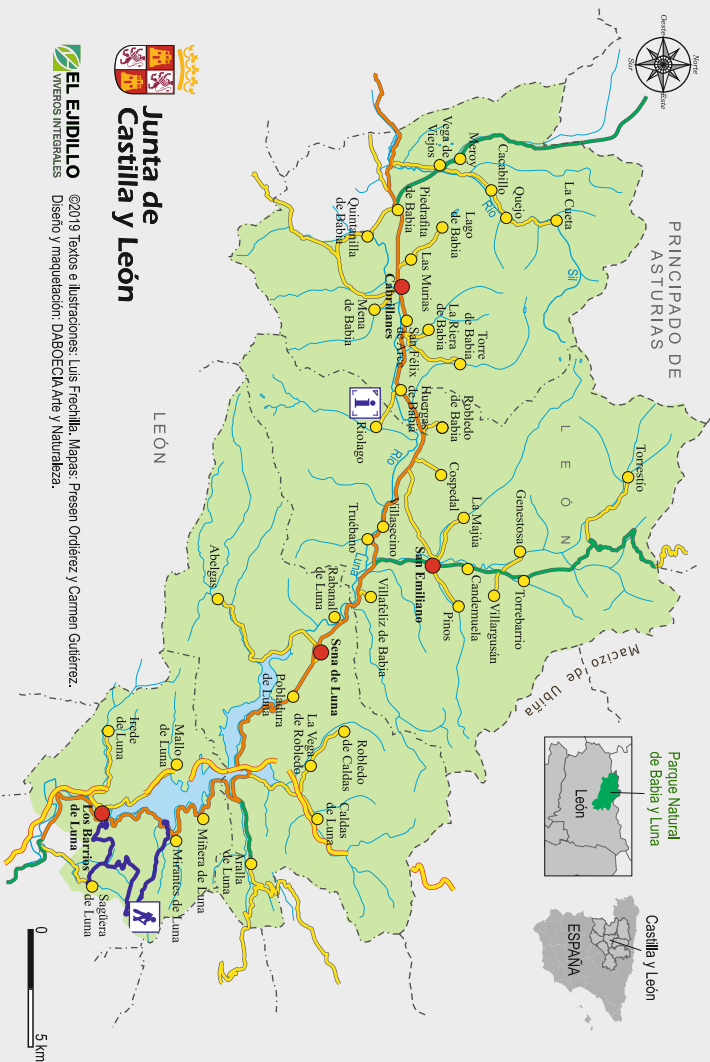 Norte
Oeste
Este
Sur
PRINCIPADO DE
ASTURIAS
LEÓN
Parque Natural
de Babia y Luna
León
Castilla y León
ESPAÑA
La Cueta
Quejo
Cacabillo
Meroy
Vega de
Viejos
Río
Sil
Lago
de Babia
Piedrafita
de Babia
Quintanilla
de Babia
Las Murias
Cabrillanes
Mena
de Babia
Torre
de Babia
La Riera
de Babia
San Félix
de Arce
Huergas
de Babia
Robledo
de Babia
Riolago
i
Río
Luna
Cospedal
Torrestío
Genestosa
La Majúa
Torrebarrio
Villargusán
Candemuela
Pinos
San Emiliano
Villasecino
Truébano
Villafeliz de Babia
Rabanal
de Luna
Abelgas
Sena de Luna
Pobladura
de Luna
Macizo de Ubiña
Robledo
de Caldas
La Vega
de Robledo
Caldas
de Luna
Mallo
de Luna
Irede
de Luna
Aralla
de Luna
Miñera de Luna
Mirantes de Luna
Los Barrios
de Luna
Sagüera
de Luna
LEÓN
0
5 km
Junta de
Castilla y León
EL EJIDILLO
VIVEROS INTEGRALES
©2019 Textos e ilustraciones: Luis Frechilla. Mapas: Presen Ordiérez y Carmen Gutiérrez.
Diseño y maquetación: DABOECIA Arte y Naturaleza.